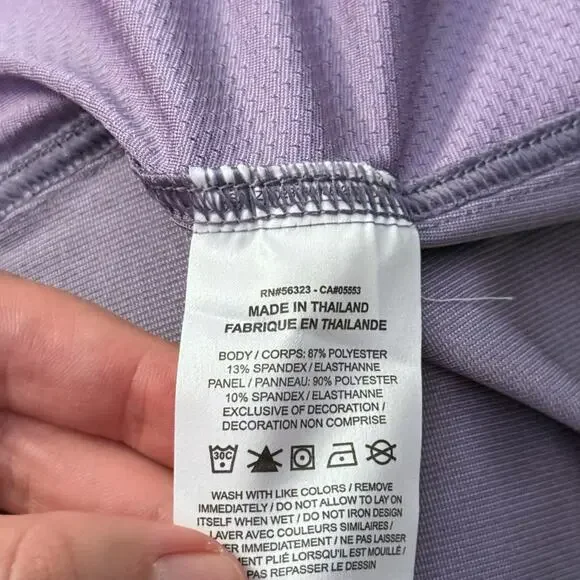 RN#56323 - CA#05553
MADE IN THAILAND
FABRIQUE EN THAILANDE
BODY / CORPS: 87% POLYESTER
13% SPANDEX / ELASTHANNE
PANEL / PANNEAU: 90% POLYESTER
10% SPANDEX / ELASTHANNE
EXCLUSIVE OF DECORATION /
DECORATION NON COMPRISE
30C
WASH WITH LIKE COLORS / REMOVE
IMMEDIATELY / DO NOT ALLOW TO LAY ON
ITSELF WHEN WET / DO NOT IRON DESIGN
LAVER AVEC COULEURS SIMILAIRES /
IMMEDIATEMENT / NE PAS LAISSER
PLIÉ LORSQU'IL EST MOUILLÉ /
PAS REPASSER LE DESSIN